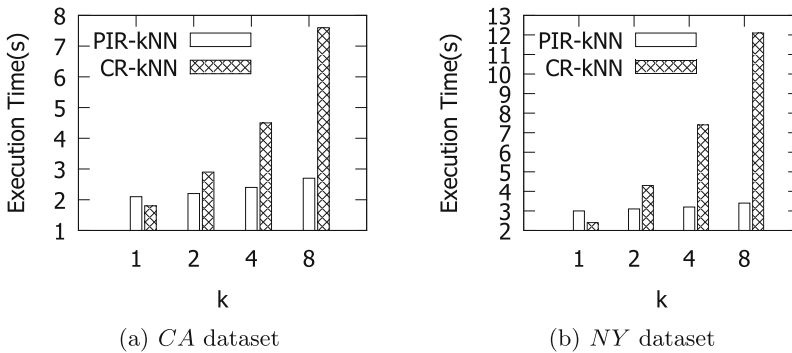 8
7
6
5
4
3
2
1
Execution Time(s)
PIR-kNN
CR-kNN
1 2 4 8
k
(a) CA dataset
13
12
11
10
9
8
7
6
5
4
3
2
Execution Time(s)
PIR-kNN
CR-kNN
1 2 4 8
k
(b) NY dataset